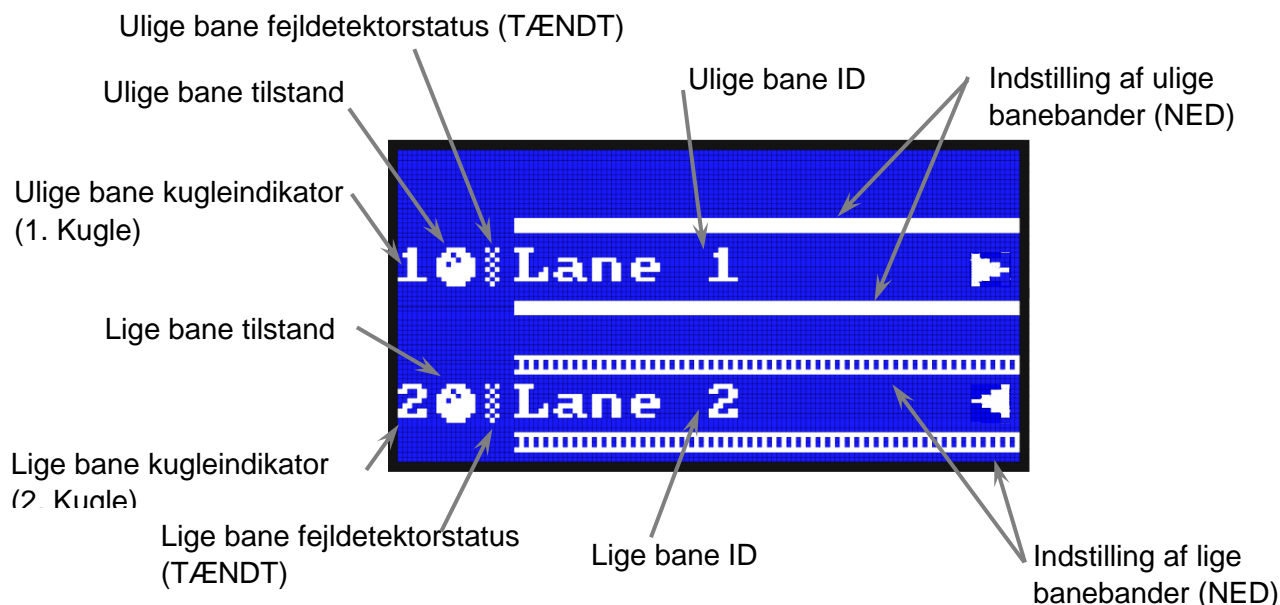 Ulige bane fejldetektorstatus (TÆNDT)
Ulige bane tilstand
Ulige bane ID
Indstilling af ulige
banebander (NED)
Ulige bane kugleindikator
(1. Kugle)
1 Lane 1
Lige bane tilstand
2 Lane 2
Lige bane kugleindikator
(2. Kugle)
Lige bane fejldetektorstatus
(TÆNDT)
Lige bane ID
Indstilling af lige
banebander (NED)